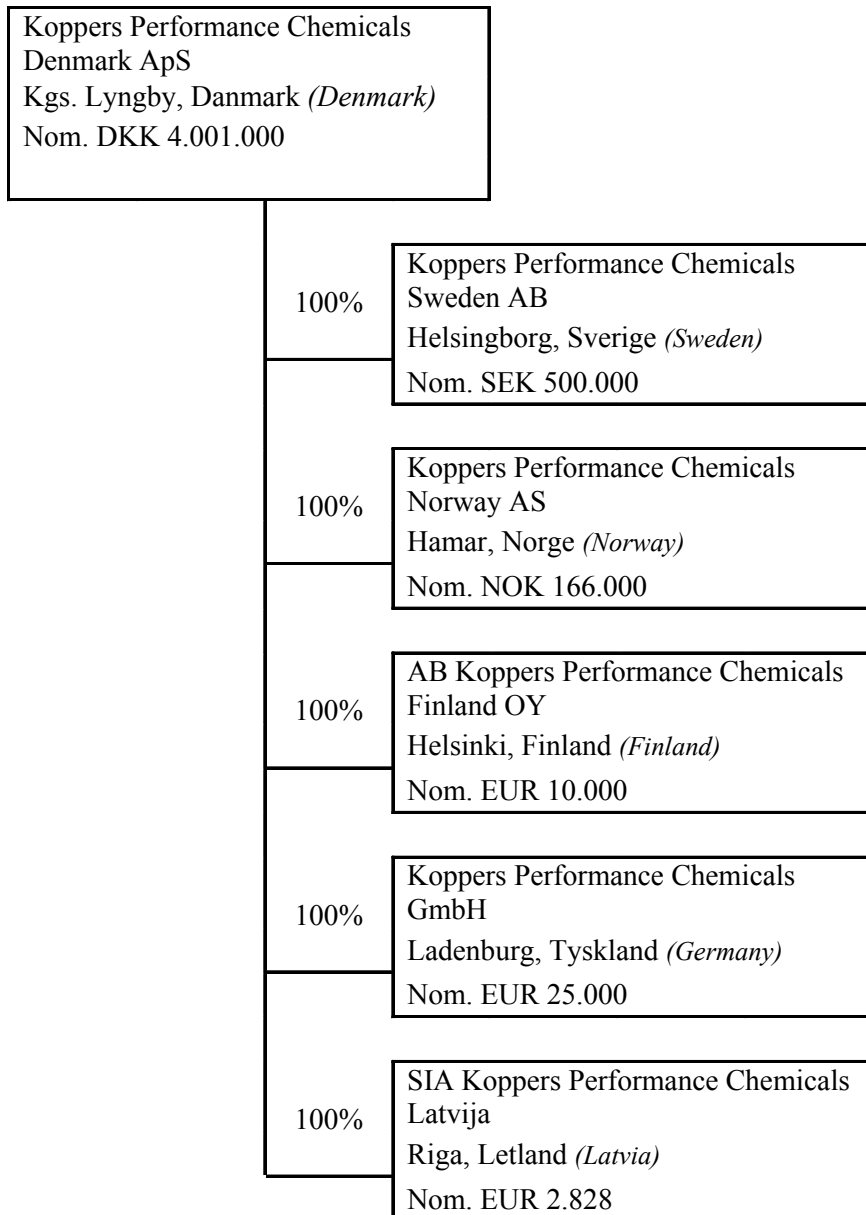 Koppers Performance Chemicals
Denmark ApS
Kgs. Lyngby, Danmark (Denmark)
Nom. DKK 4.001.000
100%
Koppers Performance Chemicals
Sweden AB
Helsingborg, Sverige (Sweden)
Nom. SEK 500.000
100%
Koppers Performance Chemicals
Norway AS
Hamar, Norge (Norway)
Nom. NOK 166.000
100%
AB Koppers Performance Chemicals
Finland OY
Helsinki, Finland (Finland)
Nom. EUR 10.000
100%
Koppers Performance Chemicals
GmbH
Ladenburg, Tyskland (Germany)
Nom. EUR 25.000
100%
SIA Koppers Performance Chemicals
Latvija
Riga, Letland (Latvia)
Nom. EUR 2.828